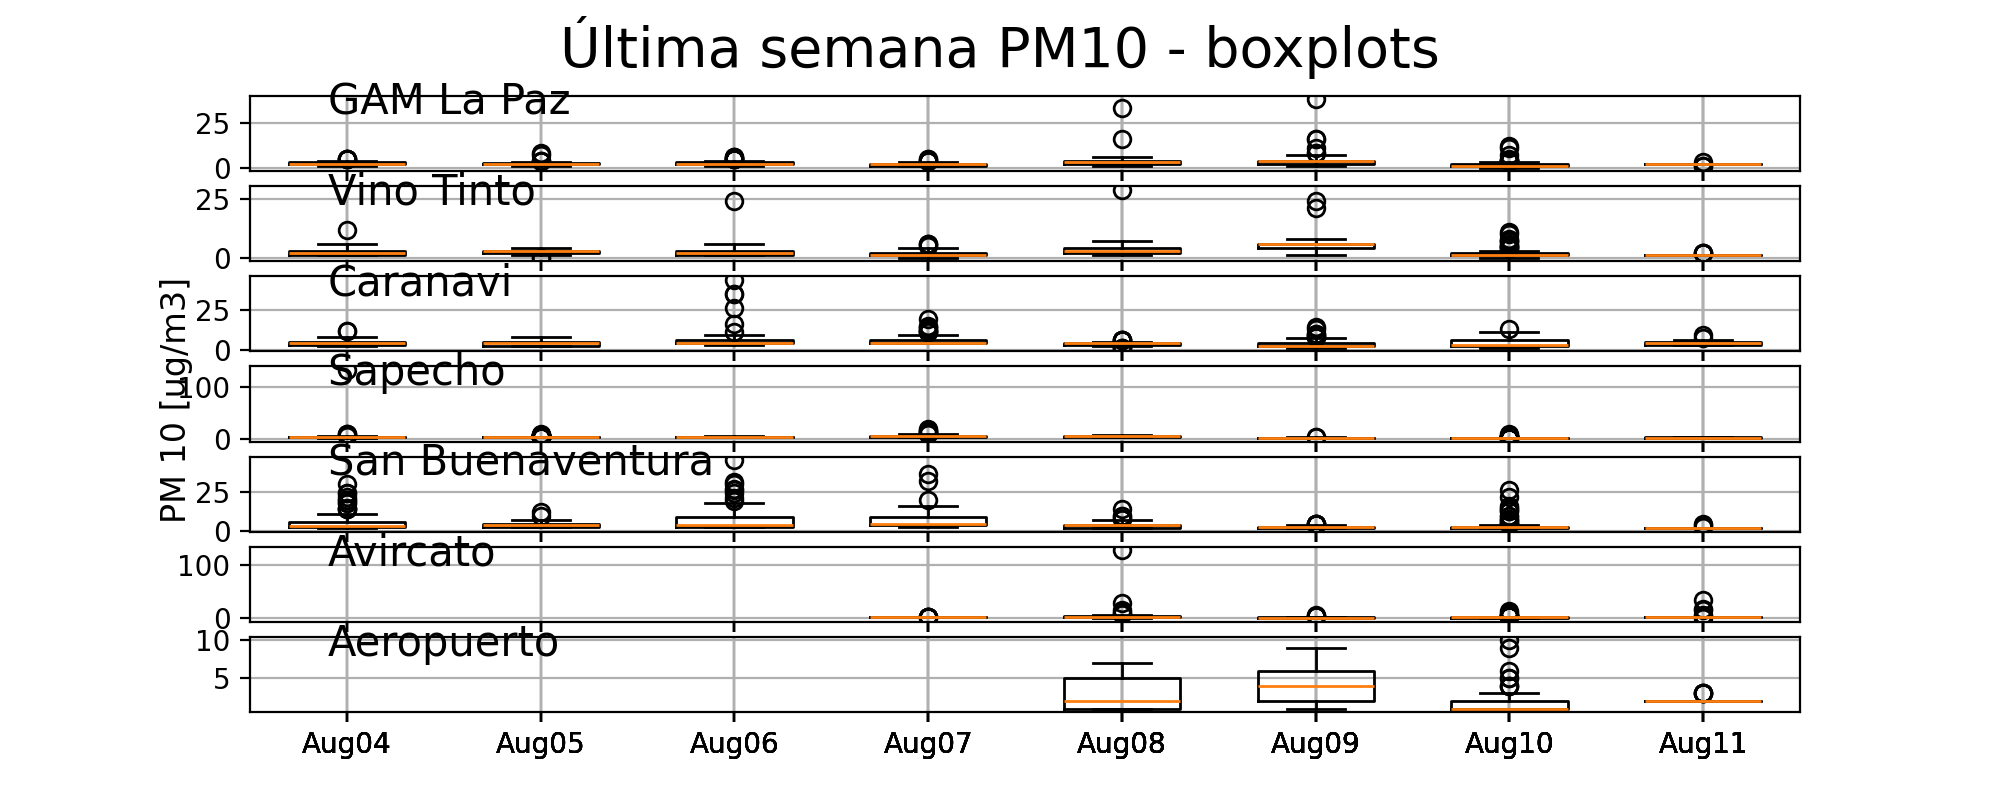 Última semana PM10 - boxplots
PM 10 [µg/m3]
GAM La Paz
25
0
Vino Tinto
25
0
Caranavi
25
0
Sapecho
100
0
San Buenaventura
25
0
Avircato
100
0
Aeropuerto
10
5
Aug04 Aug05 Aug06 Aug07 Aug08 Aug09 Aug10 Aug11